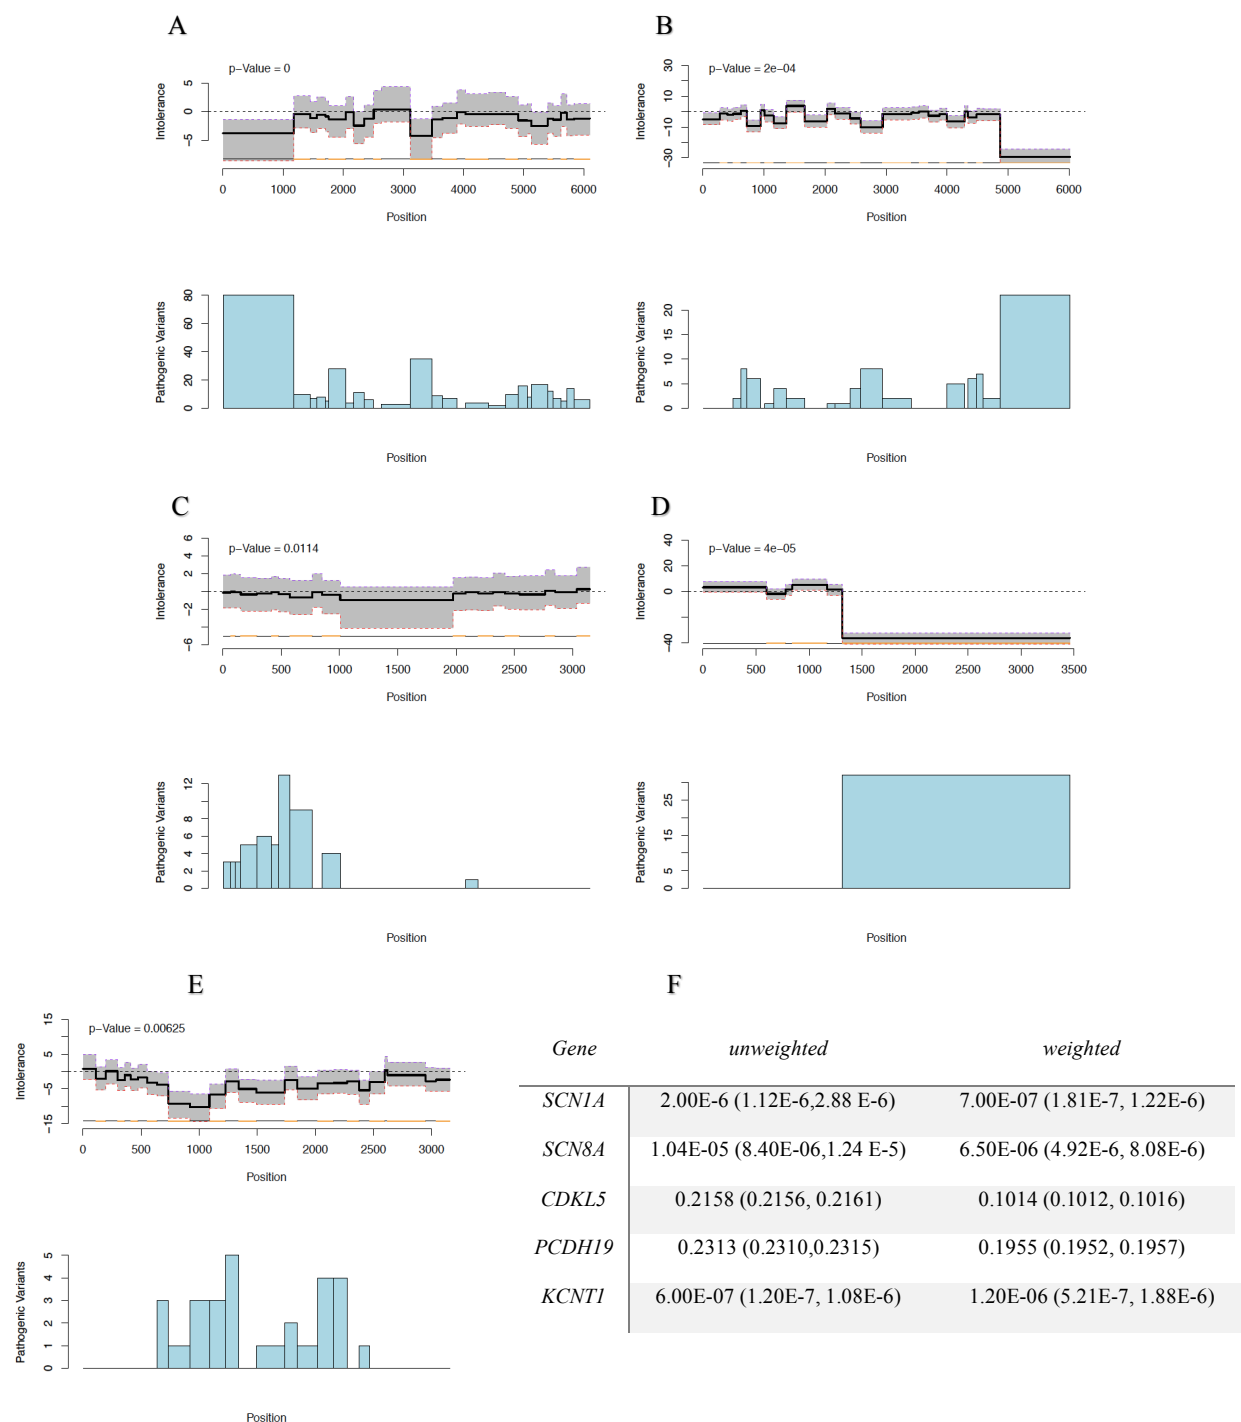 A
B
p-Value = 0
p-Value = 2e-04
Intolerance
5
0
-5
0 1000 2000 3000 4000 5000 6000
Position
Intolerance
30
10
-10
-30
0 1000 2000 3000 4000 5000 6000
Position
Pathogenic Variants
80
60
40
20
0
Position
Pathogenic Variants
20
15
10
5
0
Position
C
D
p-Value = 0.0114
p-Value = 4e-05
Intolerance
6
2
-2
-6
0 500 1000 1500 2000 2500 3000
Position
Intolerance
40
20
0
-40
0 500 1000 1500 2000 2500 3000 3500
Position
Pathogenic Variants
12
8
6
4
2
0
Position
Pathogenic Variants
25
15
5
0
Position
E
F
p-Value = 0.00625
Intolerance
15
5
-5
-15
0 500 1000 1500 2000 2500 3000
Position
Pathogenic Variants
5
4
3
2
1
0
Position
Gene unweighted weighted
SCN1A 2.00E-6 (1.12E-6,2.88 E-6) 7.00E-07 (1.81E-7, 1.22E-6)
SCN8A 1.04E-05 (8.40E-06,1.24 E-5) 6.50E-06 (4.92E-6, 8.08E-6)
CDKL5 0.2158 (0.2156, 0.2161) 0.1014 (0.1012, 0.1016)
PCDH19 0.2313 (0.2310,0.2315) 0.1955 (0.1952, 0.1957)
KCNT1 6.00E-07 (1.20E-7, 1.08E-6) 1.20E-06 (5.21E-7, 1.88E-6)